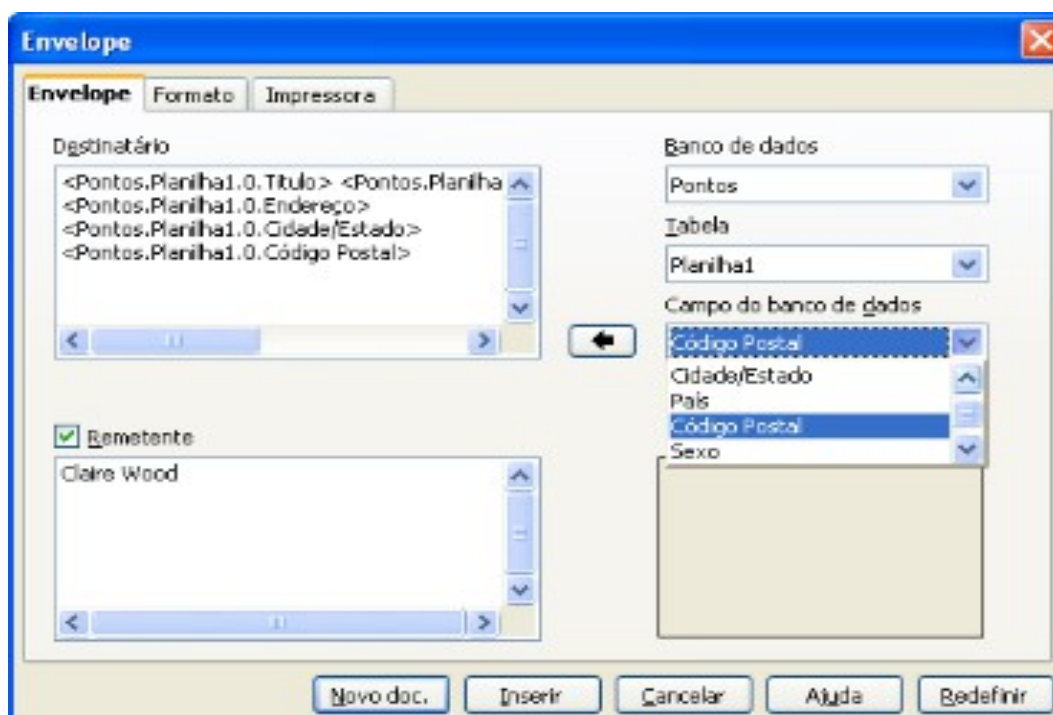 Envelope
Envelope Formato Impressora
Destinatário
<Pontos.Planilha1.0.Título> <Pontos.Planilha
<Pontos.Planilha1.0.Endereço>
<Pontos.Planilha1.0.Cidade/Estado>
<Pontos.Planilha1.0.Código Postal>
Banco de dados
Pontos
Tabela
Planilha1
Campo do banco de dados
Código Postal
Cidade/Estado
País
Código Postal
Sexo
Remetente
Claire Wood
Novo doc. Inserir Cancelar Ajuda Redefinir